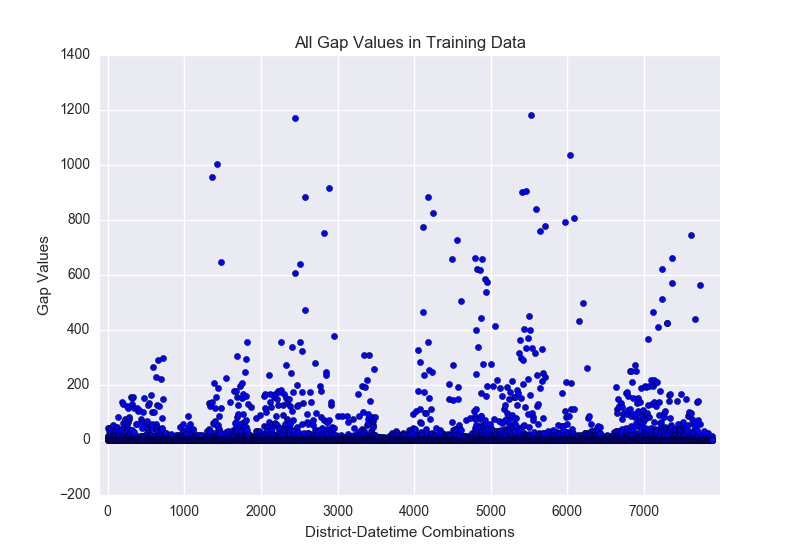 All Gap Values in Training Data
1400
1200
1000
800
600
400
200
0
−200
Gap Values
0 1000 2000 3000 4000 5000 6000 7000
District-Datetime Combinations